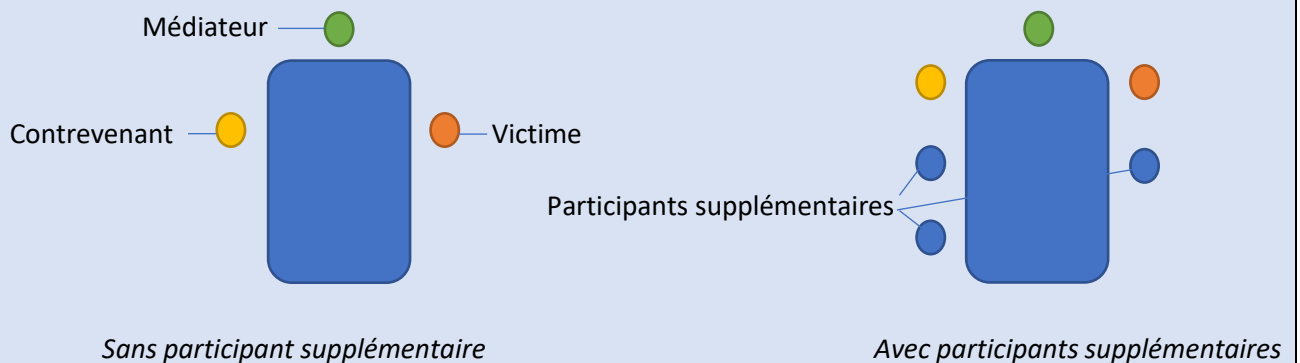 Médiateur
Contrevenant
Victime
Participants supplémentaires
Sans participant supplémentaire
Avec participants supplémentaires